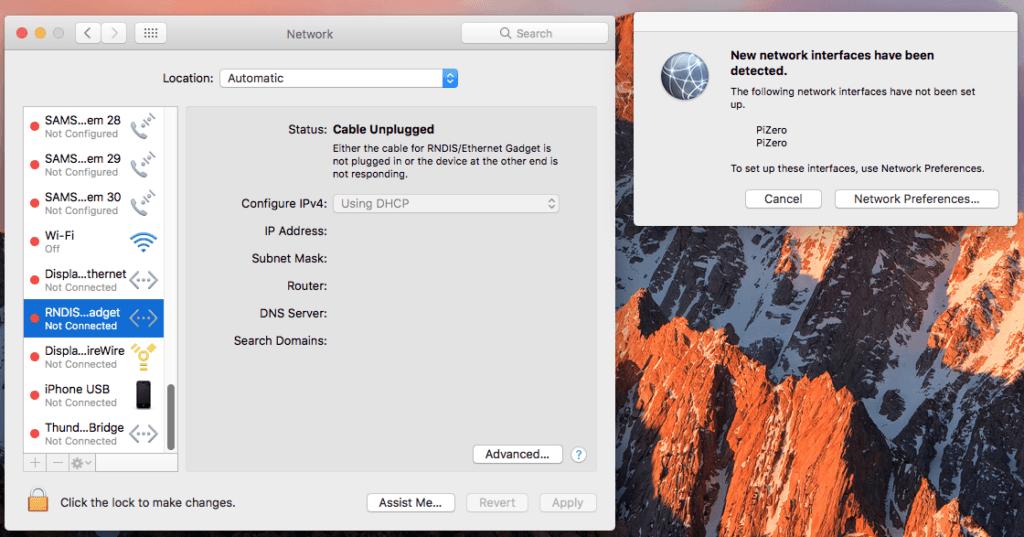 Network
Search
Location: Automatic
SAMS...em 28
Not Configured
SAMS...em 29
Not Configured
SAMS...em 30
Not Configured
Wi-Fi
Off
Displa...thernet
Not Connected
RNDIS...adget
Not Connected
Displa...ireWire
Not Connected
iPhone USB
Not Connected
Thund...Bridge
Not Connected
Status: Cable Unplugged
Either the cable for RNDIS/Ethernet Gadget is
not plugged in or the device at the other end is
not responding.
Configure IPv4: Using DHCP
IP Address:
Subnet Mask:
Router:
DNS Server:
Search Domains:
Advanced... ?
Click the lock to make changes.
Assist Me... Revert Apply
New network interfaces have been
detected.
The following network interfaces have not been set
up.
PiZero
PiZero
To set up these interfaces, use Network Preferences.
Cancel Network Preferences...